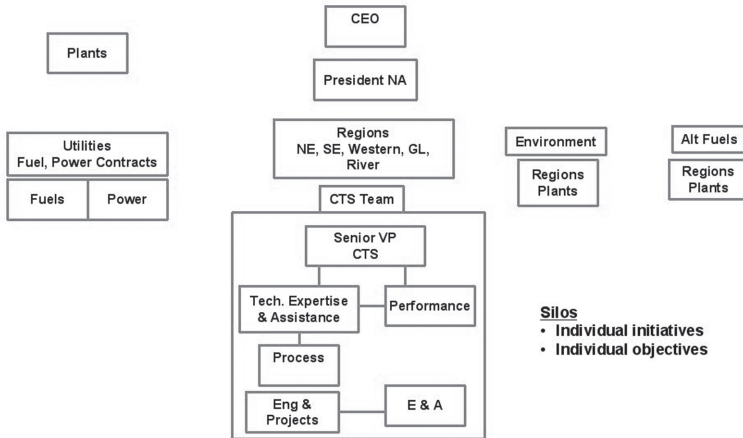 CEO
Plants
President NA
Utilities
Fuel, Power Contracts
Fuels
Power
Regions
NE, SE, Western, GL,
River
Environment
Regions
Plants
Alt Fuels
Regions
Plants
CTS Team
Senior VP
CTS
Tech. Expertise
& Assistance
Performance
Process
Eng &
Projects
E & A
Silos
• Individual initiatives
• Individual objectives